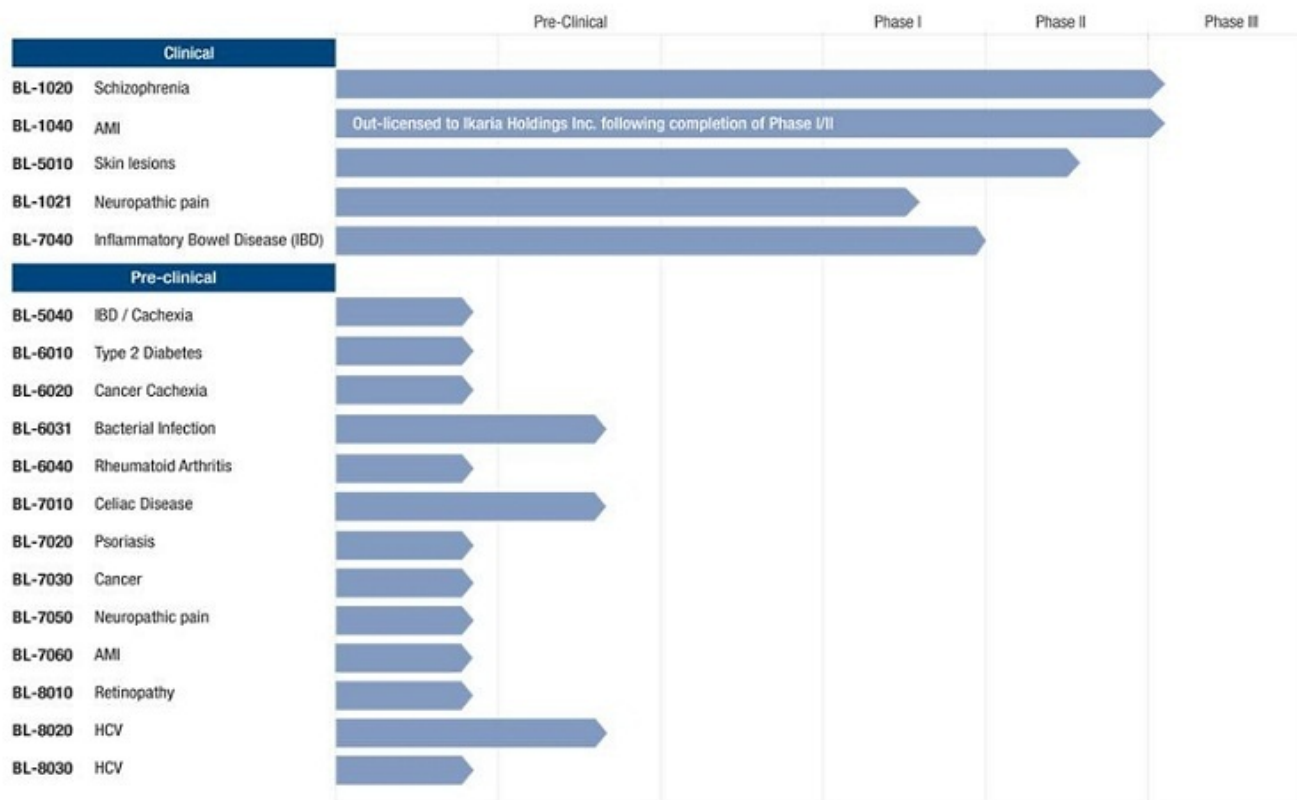 Pre-Clinical Phase I Phase II Phase III
Clinical
BL-1020 Schizophrenia
BL-1040 AMI Out-licensed to Ikaria Holdings Inc. following completion of Phase I/II
BL-5010 Skin lesions
BL-1021 Neuropathic pain
BL-7040 Inflammatory Bowel Disease (IBD)
Pre-clinical
BL-5040 IBD / Cachexia
BL-6010 Type 2 Diabetes
BL-6020 Cancer Cachexia
BL-6031 Bacterial Infection
BL-6040 Rheumatoid Arthritis
BL-7010 Celiac Disease
BL-7020 Psoriasis
BL-7030 Cancer
BL-7050 Neuropathic pain
BL-7060 AMI
BL-8010 Retinopathy
BL-8020 HCV
BL-8030 HCV